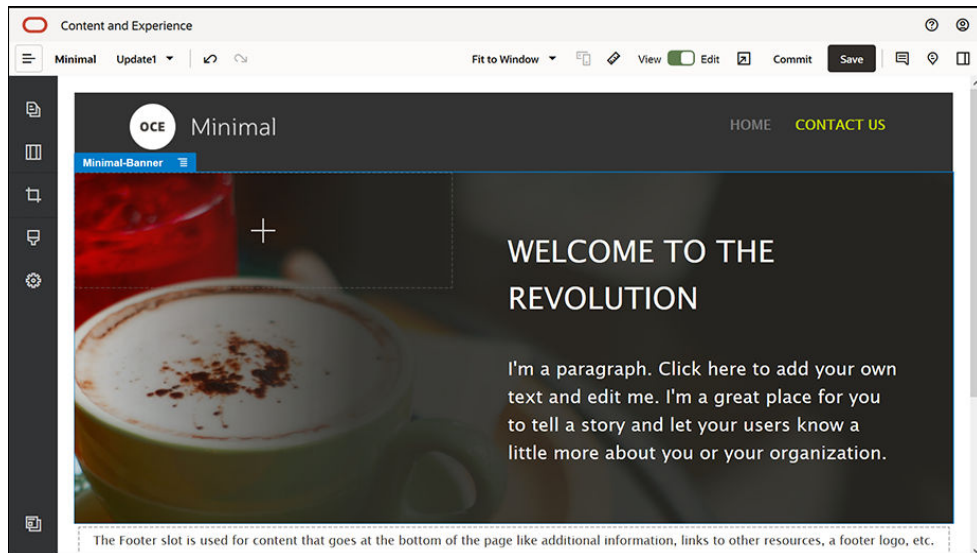 Content and Experience
Minimal Update1 Fit to Window View Edit Commit Save
OCE Minimal HOME CONTACT US
Minimal-Banner
WELCOME TO THE
REVOLUTION
I'm a paragraph. Click here to add your own
text and edit me. I'm a great place for you
to tell a story and let your users know a
little more about you or your organization.
The Footer slot is used for content that goes at the bottom of the page like additional information, links to other resources, a footer logo, etc.